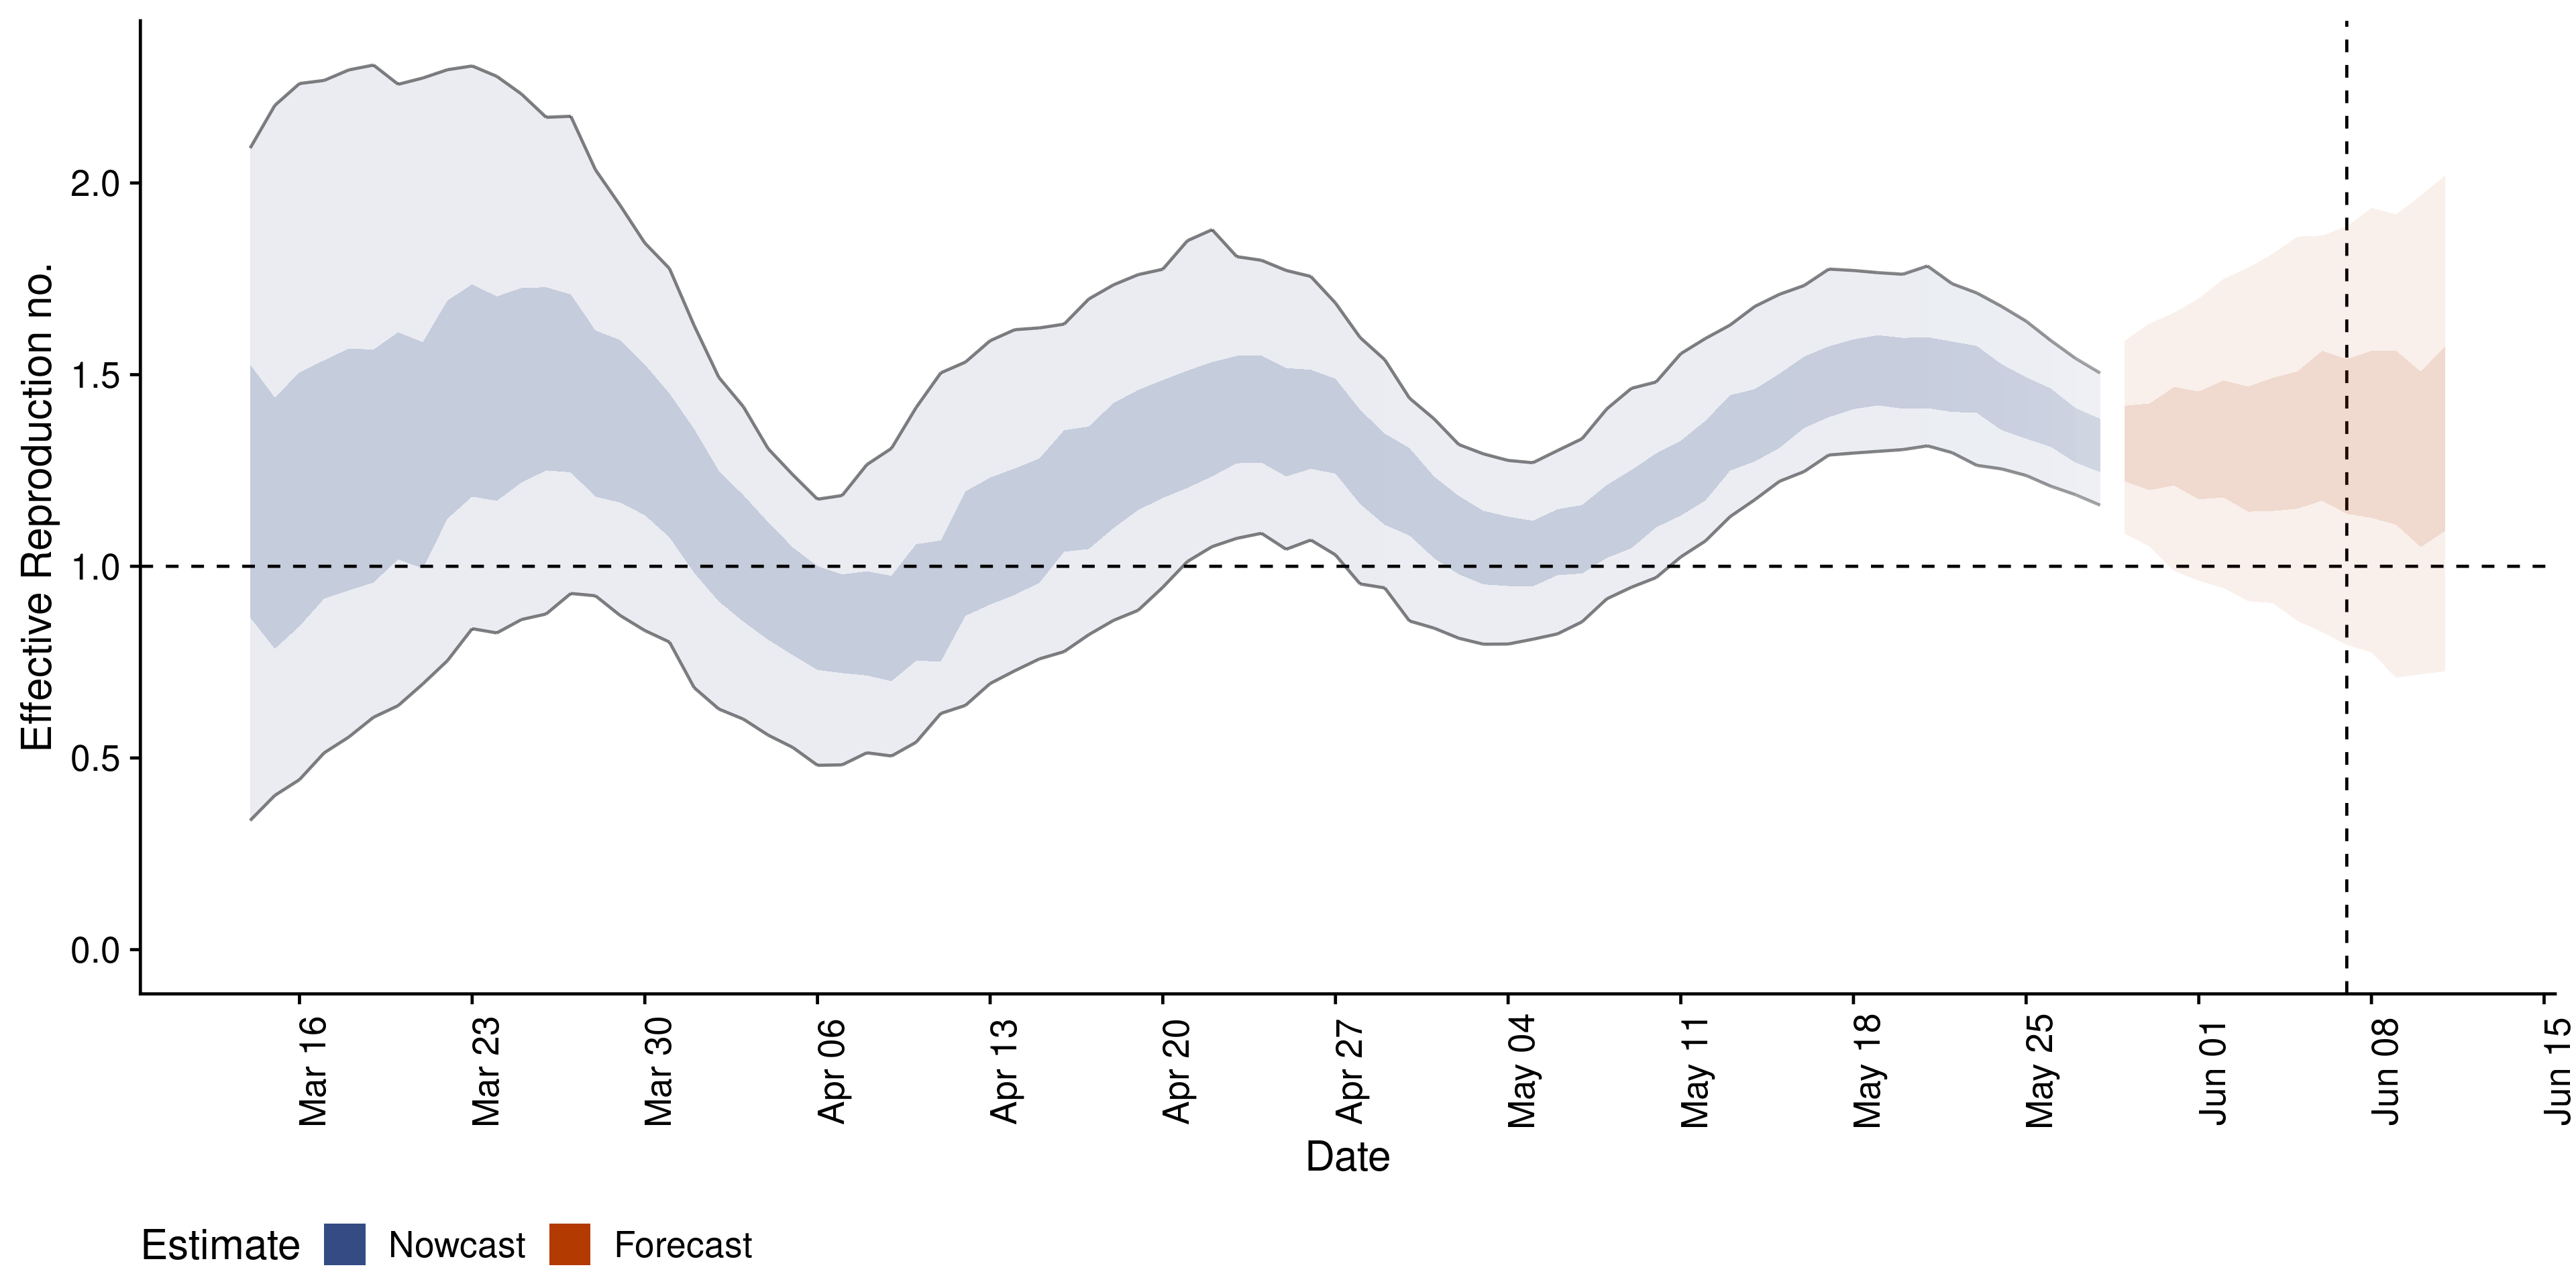 Effective Reproduction no.
2.0
1.5
1.0
0.5
0.0
Mar 16
Mar 23
Mar 30
Apr 06
Apr 13
Apr 20
Apr 27
May 04
May 11
May 18
May 25
Jun 01
Jun 08
Jun 15
Date
Estimate Nowcast Forecast